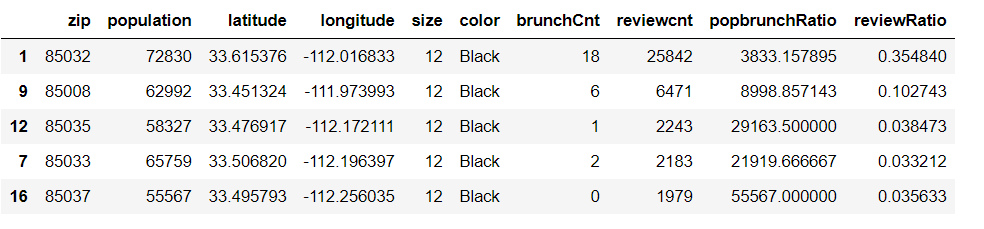 zip population latitude longitude size color brunchCnt reviewcnt popbrunchRatio reviewRatio
1 85032 72830 33.615376 -112.016833 12 Black 18 25842 3833.157895 0.354840
9 85008 62992 33.451324 -111.973993 12 Black 6 6471 8998.857143 0.102743
12 85035 58327 33.476917 -112.172111 12 Black 1 2243 29163.500000 0.038473
7 85033 65759 33.506820 -112.196397 12 Black 2 2183 21919.666667 0.033212
16 85037 55567 33.495793 -112.256035 12 Black 0 1979 55567.000000 0.035633